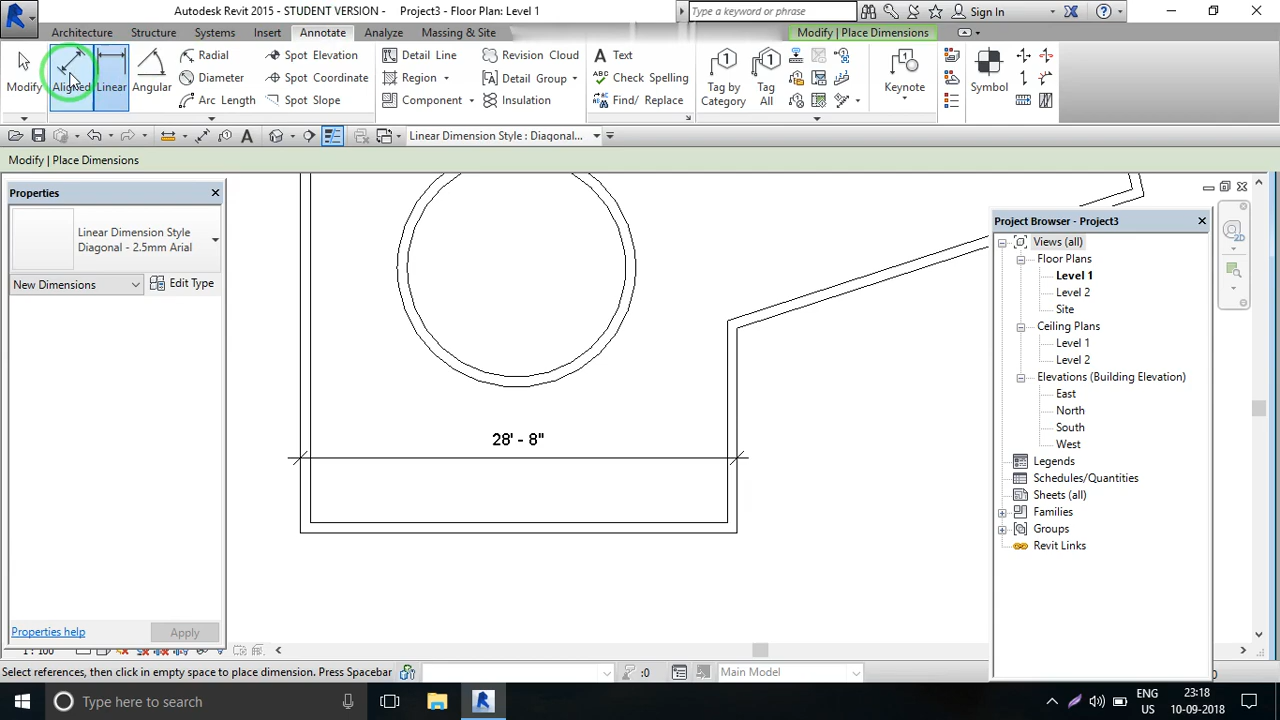 Autodesk Revit 2015 - STUDENT VERSION - Project3 - Floor Plan: Level 1
Type a keyword or phrase
Sign In
Architecture Structure Systems Insert Annotate Analyze Massing & Site Modify | Place Dimensions
Modify Aligned Linear Angular
Radial
Diameter
Arc Length
Spot Elevation
Spot Coordinate
Spot Slope
Detail Line
Region
Component
Revision Cloud
Detail Group
Insulation
Text
Check Spelling
Find/ Replace
Tag by Category
Tag All
Keynote
Symbol
Linear Dimension Style : Diagonal...
Modify | Place Dimensions
Properties
Linear Dimension Style
Diagonal - 2.5mm Arial
New Dimensions Edit Type
Properties help Apply
28' - 8"
2D
Project Browser - Project3
Views (all)
Floor Plans
Level 1
Level 2
Site
Ceiling Plans
Level 1
Level 2
Elevations (Building Elevation)
East
North
South
West
Legends
Schedules/Quantities
Sheets (all)
Families
Groups
Revit Links
1 : 100
Select references, then click in empty space to place dimension. Press Spacebar
:0
Main Model
Type here to search
ENG
US
23:18
10-09-2018